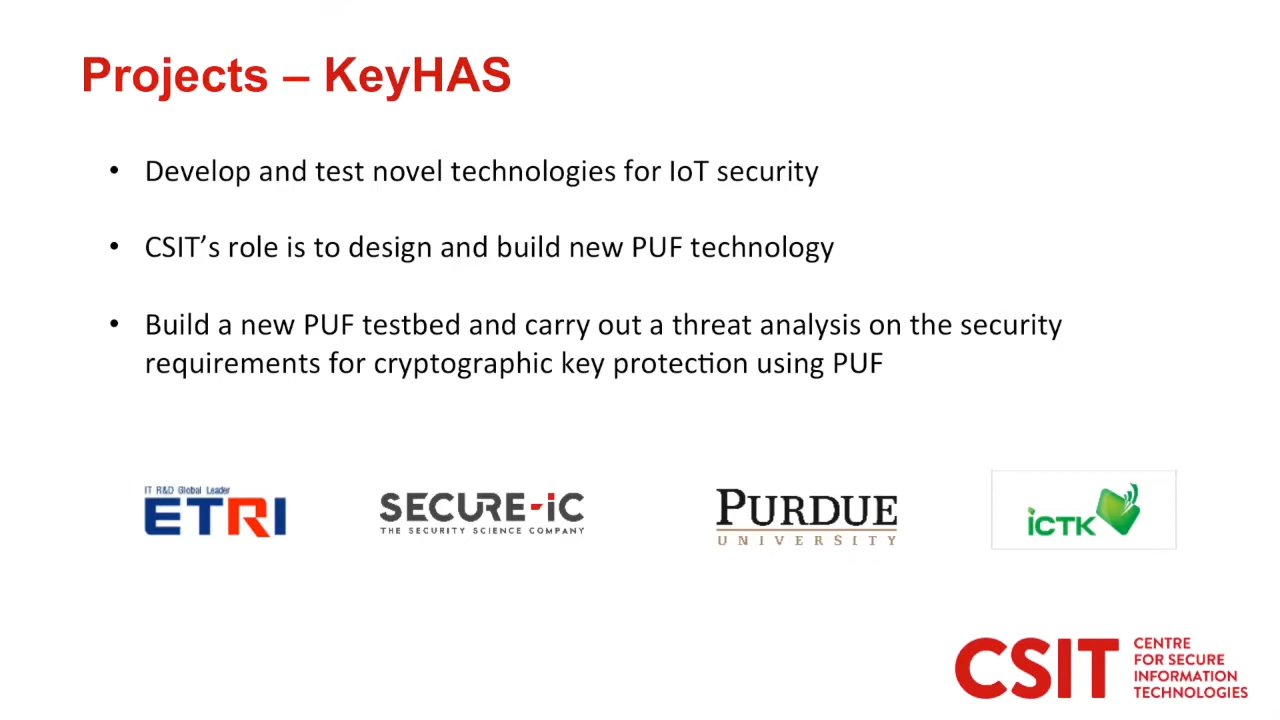 Projects – KeyHAS
• Develop and test novel technologies for IoT security
• CSIT’s role is to design and build new PUF technology
• Build a new PUF testbed and carry out a threat analysis on the security
requirements for cryptographic key protection using PUF
IT R&D Global Leader
ETRI
SECURE-iC
THE SECURITY SCIENCE COMPANY
PURDUE
UNIVERSITY
iCTK
CSIT
CENTRE
FOR SECURE
INFORMATION
TECHNOLOGIES